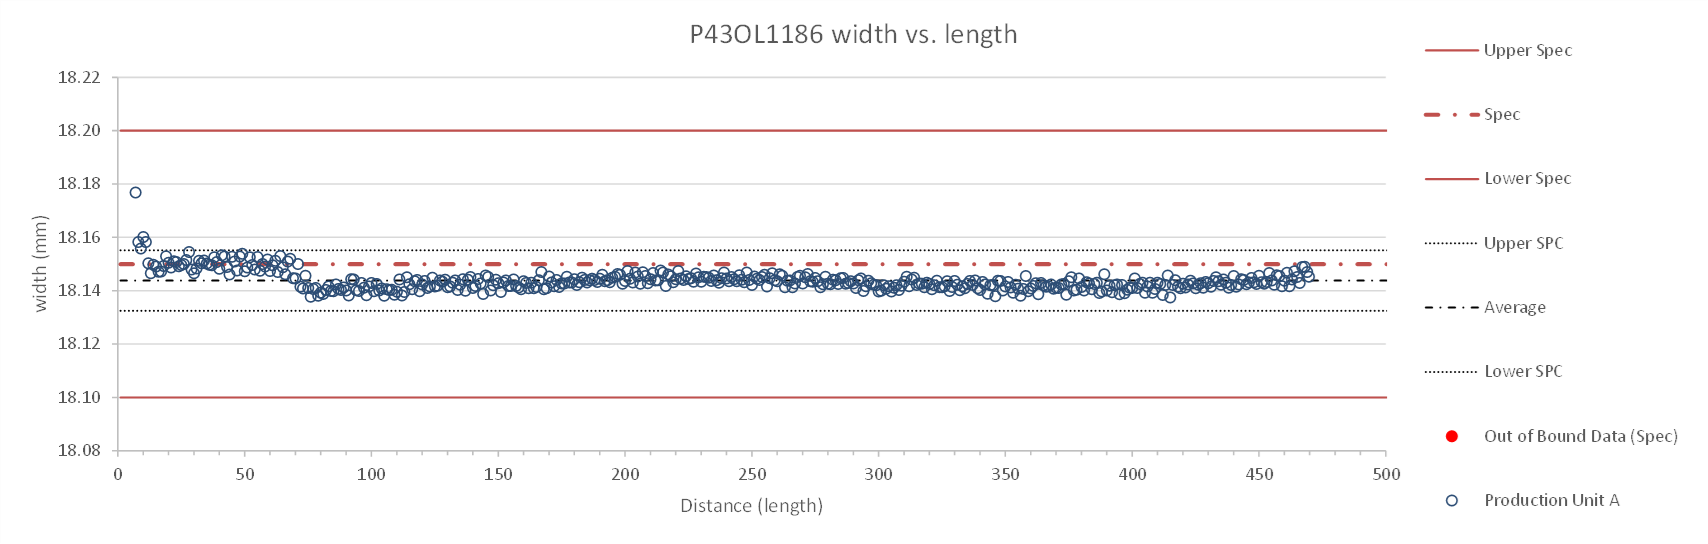 P43OL1186 width vs. length
width (mm)
18.22
18.20
18.18
18.16
18.14
18.12
18.10
18.08
0 50 100 150 200 250 300 350 400 450 500
Distance (length)
Upper Spec
Spec
Lower Spec
Upper SPC
Average
Lower SPC
Out of Bound Data (Spec)
Production Unit A